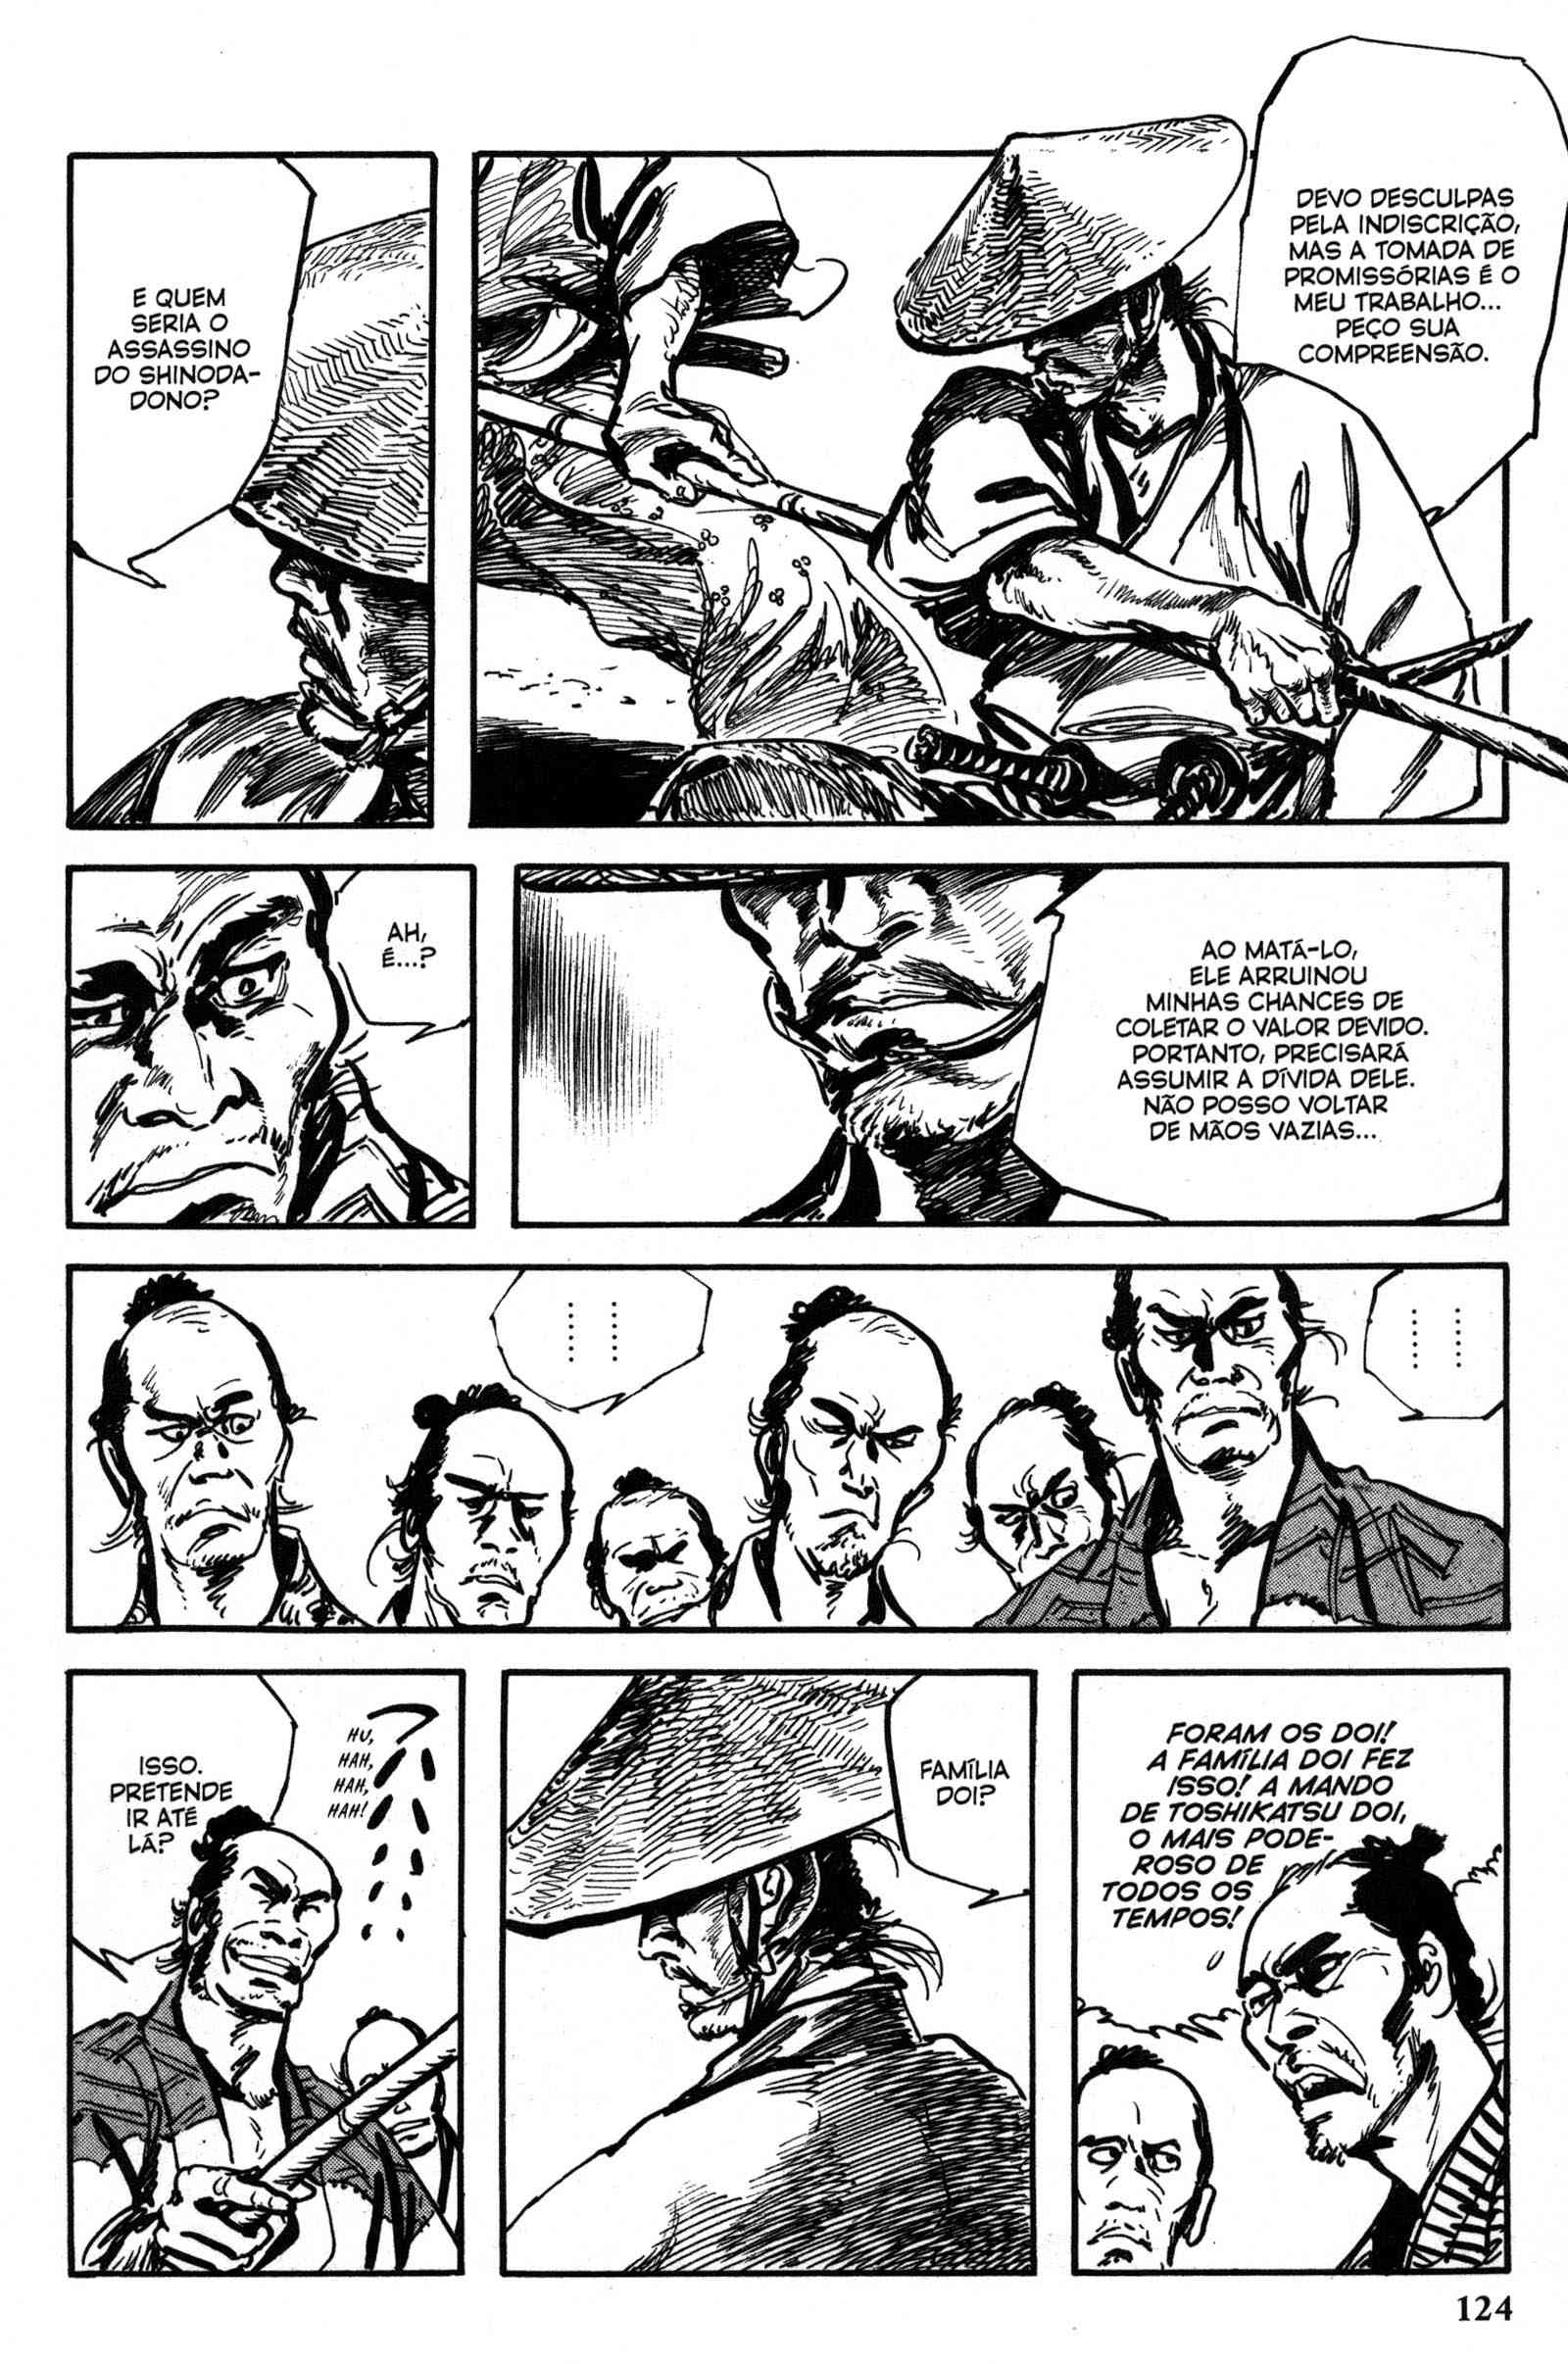 DEVO DESCULPAS
PELA INDISCRIÇÃO,
MAS A TOMADA DE
PROMISSÓRIAS É O
MEU TRABALHO...
PEÇO SUA
COMPREENSÃO.
E QUEM
SERIA O
ASSASSINO
DO SHINODA-
DONO?
AO MATÁ-LO,
ELE ARRUINOU
MINHAS CHANCES DE
COLETAR O VALOR DEVIDO.
PORTANTO, PRECISARÁ
ASSUMIR A DÍVIDA DELE.
NÃO POSSO VOLTAR
DE MÃOS VAZIAS...
AH,
É...?
FORAM OS DOI!
A FAMÍLIA DOI FEZ
ISSO! A MANDO
DE TOSHIKATSU DOI,
O MAIS PODE-
ROSO DE
TODOS OS
TEMPOS!
FAMÍLIA
DOI?
HU,
HAH,
HAH,
HAH!
ISSO.
PRETENDE
IR ATÉ
LÁ?
124